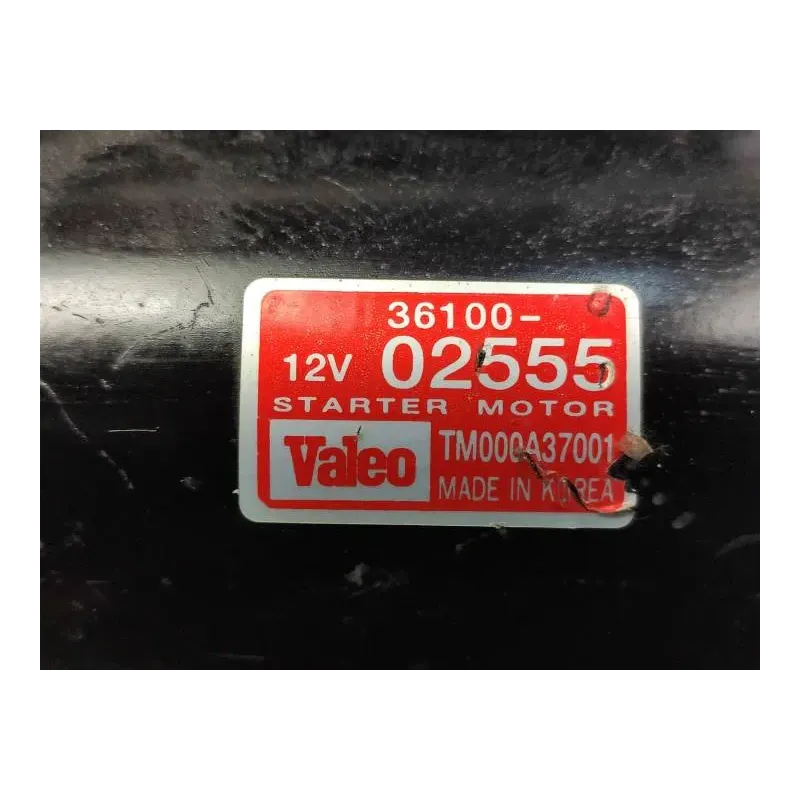 36100-
12V 02555
STARTER MOTOR
Valeo TM000A37001
MADE IN KOREA